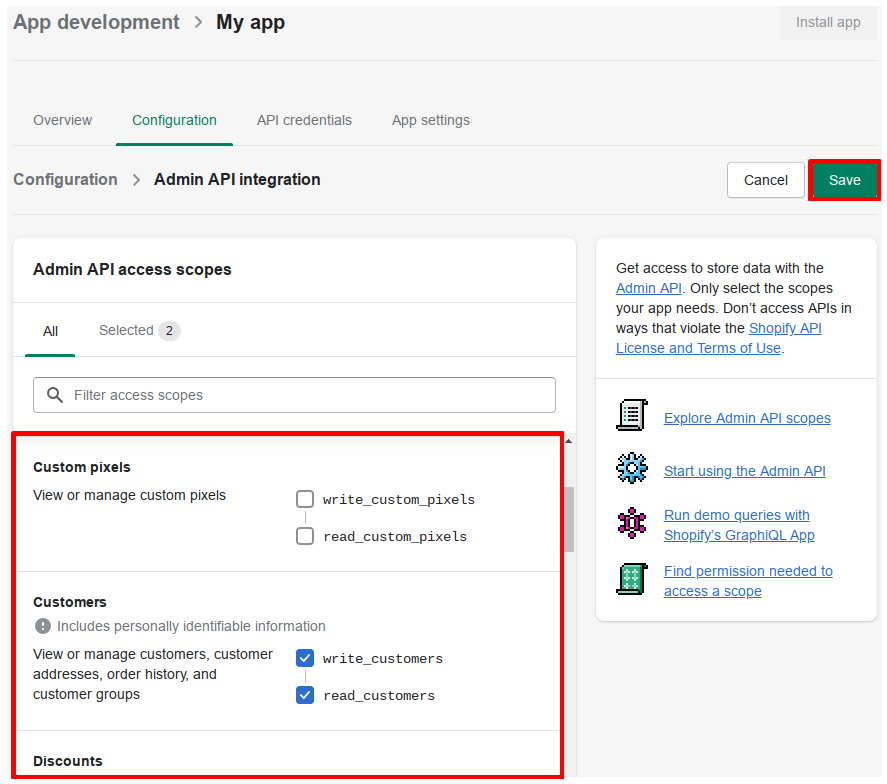 App development > My app
Install app
Overview
Configuration
API credentials
App settings
Configuration > Admin API integration
Cancel
Save
Admin API access scopes
All
Selected 2
Filter access scopes
Custom pixels
View or manage custom pixels
write_custom_pixels
read_custom_pixels
Customers
Includes personally identifiable information
View or manage customers, customer
addresses, order history, and
customer groups
write_customers
read_customers
Discounts
Get access to store data with the
Admin API. Only select the scopes
your app needs. Don’t access APIs in
ways that violate the Shopify API
License and Terms of Use.
Explore Admin API scopes
Start using the Admin API
Run demo queries with
Shopify’s GraphiQL App
Find permission needed to
access a scope